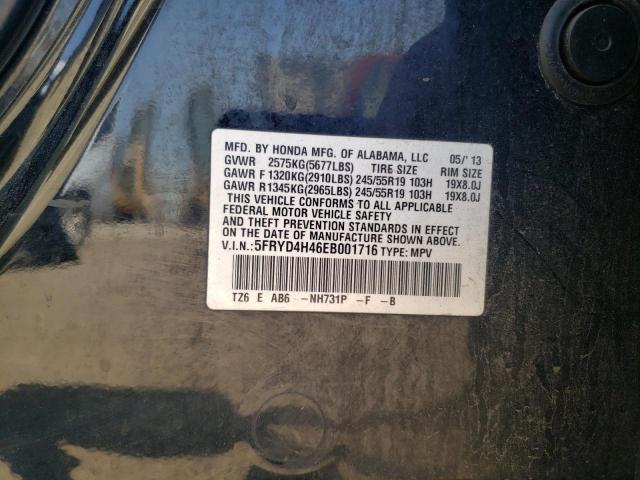 MFD. BY HONDA MFG. OF ALABAMA, LLC 05/'13
GVWR 2575KG(5677LBS) TIRE SIZE RIM SIZE
GAWR F 1320KG(2910LBS) 245/55R19 103H 19X8.0J
GAWR R 1345KG(2965LBS) 245/55R19 103H 19X8.0J
THIS VEHICLE CONFORMS TO ALL APPLICABLE
FEDERAL MOTOR VEHICLE SAFETY
AND THEFT PREVENTION STANDARDS IN EFFECT
ON THE DATE OF MANUFACTURE SHOWN ABOVE.
V.I.N.: 5FRYD4H46EB001716 TYPE: MPV
TZ6 E AB6 -NH731P -F -B